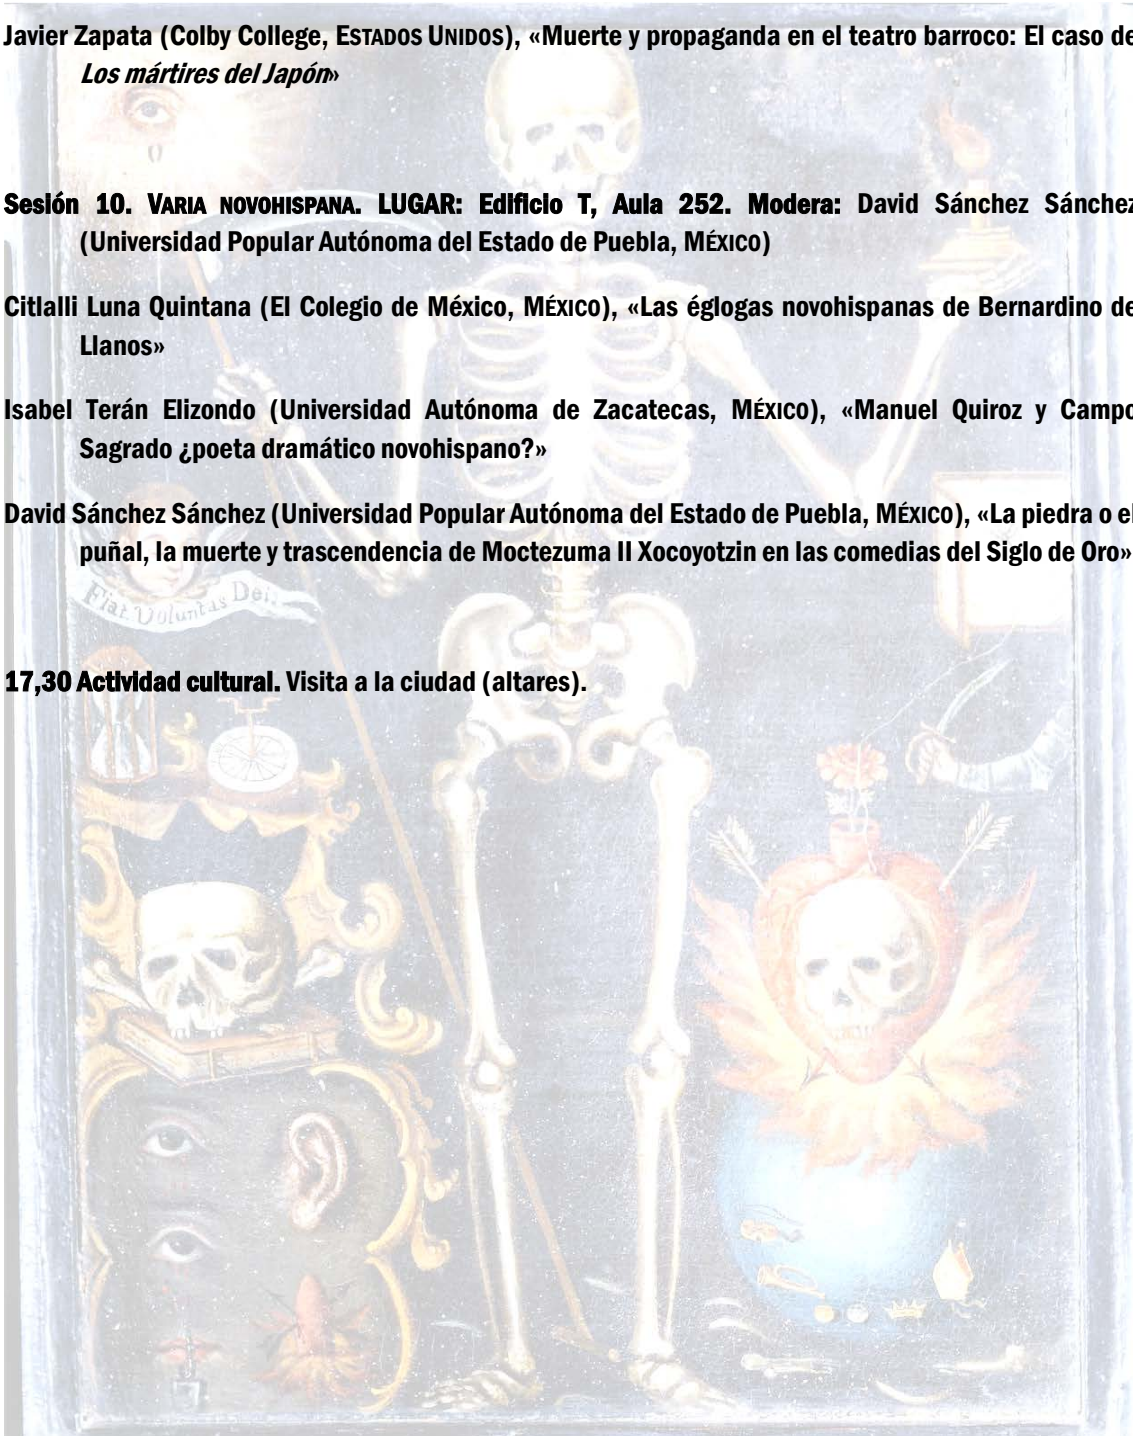 Javier Zapata (Colby College, ESTADOS UNIDOS), «Muerte y propaganda en el teatro barroco: El caso de
Los mártires del Japón»
Sesión 10. VARIA NOVOHISPANA. LUGAR: Edificio T, Aula 252. Modera: David Sánchez Sánchez
(Universidad Popular Autónoma del Estado de Puebla, MÉXICO)
Citlalli Luna Quintana (El Colegio de México, MÉXICO), «Las églogas novohispanas de Bernardino de
Llanos»
Isabel Terán Elizondo (Universidad Autónoma de Zacatecas, MÉXICO), «Manuel Quiroz y Campo
Sagrado ¿poeta dramático novohispano?»
David Sánchez Sánchez (Universidad Popular Autónoma del Estado de Puebla, MÉXICO), «La piedra o el
puñal, la muerte y trascendencia de Moctezuma II Xocoyotzin en las comedias del Siglo de Oro»
Fiat Voluntas Dei.
17,30 Actividad cultural. Visita a la ciudad (altares).